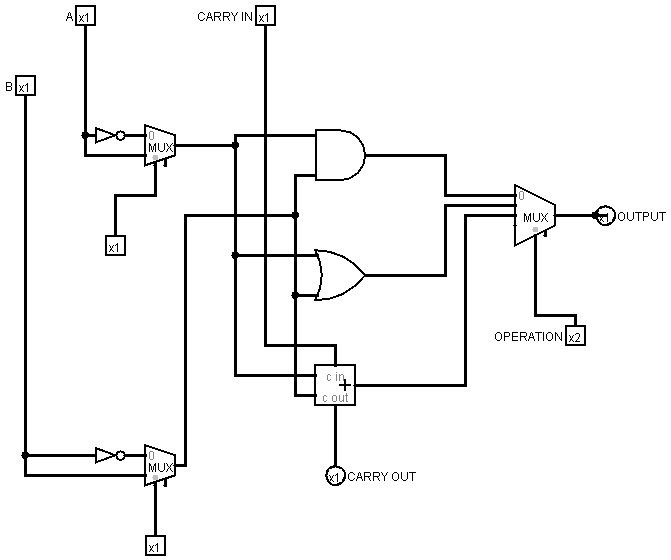 A x1
CARRY IN x1
B x1
0
MUX
x1
0
MUX
x1 OUTPUT
OPERATION x2
c in
+
c out
0
MUX
x1 CARRY OUT
x1